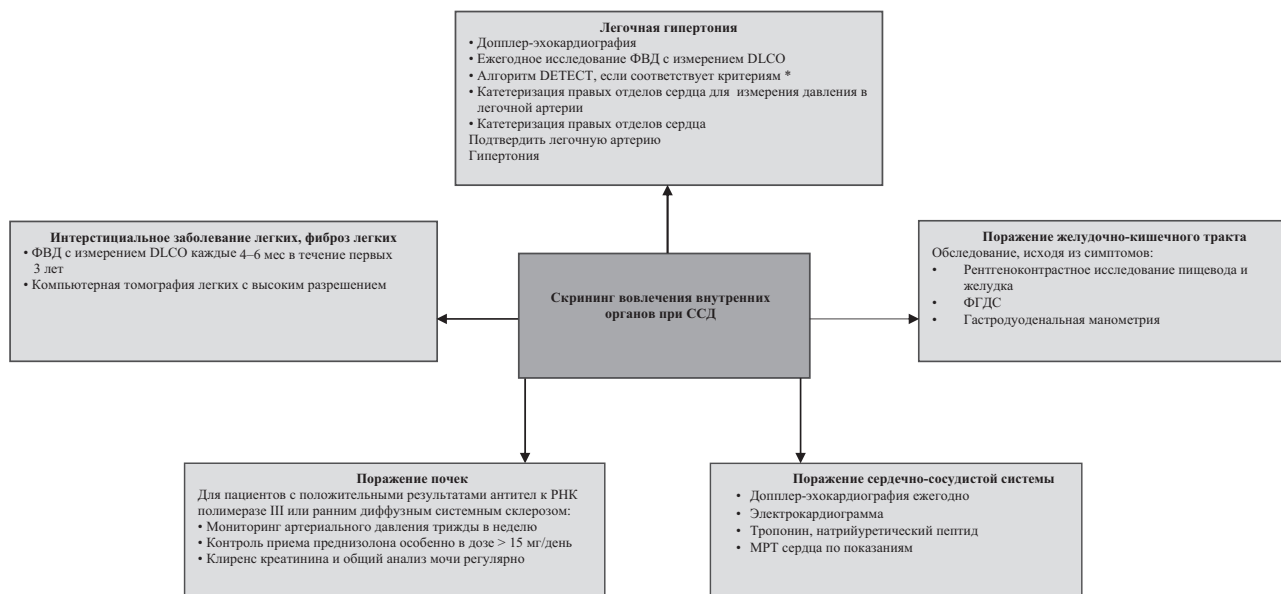 Легочная гипертония
• Допплер-эхокардиография
• Ежегодное исследование ФВД с измерением DLCO
• Алгоритм DETECT, если соответствует критериям *
• Катетеризация правых отделов сердца для измерения давления в
легочной артерии
• Катетеризация правых отделов сердца
Подтвердить легочную артерию
Гипертония
Интерстициальное заболевание легких, фиброз легких
• ФВД с измерением DLCO каждые 4–6 мес в течение первых
3 лет
• Компьютерная томография легких с высоким разрешением
Скрининг вовлечения внутренних
органов при ССД
Поражение желудочно-кишечного тракта
Обследование, исходя из симптомов:
• Рентгеноконтрастное исследование пищевода и
желудка
• ФГДС
• Гастродуоденальная манометрия
Поражение почек
Для пациентов с положительными результатами антител к РНК
полимеразе III или ранним диффузным системным склерозом:
• Мониторинг артериального давления трижды в неделю
• Контроль приема преднизолона особенно в дозе > 15 мг/день
• Клиренс креатинина и общий анализ мочи регулярно
Поражение сердечно-сосудистой системы
• Допплер-эхокардиография ежегодно
• Электрокардиограмма
• Тропонин, натрийуретический пептид
• МРТ сердца по показаниям